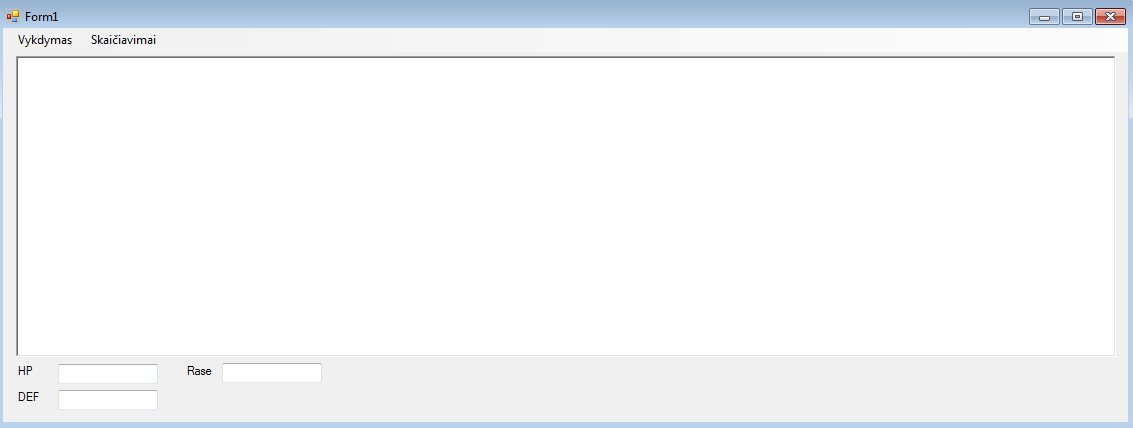 Form1
Vykdymas Skaičiavimai
HP Rase
DEF